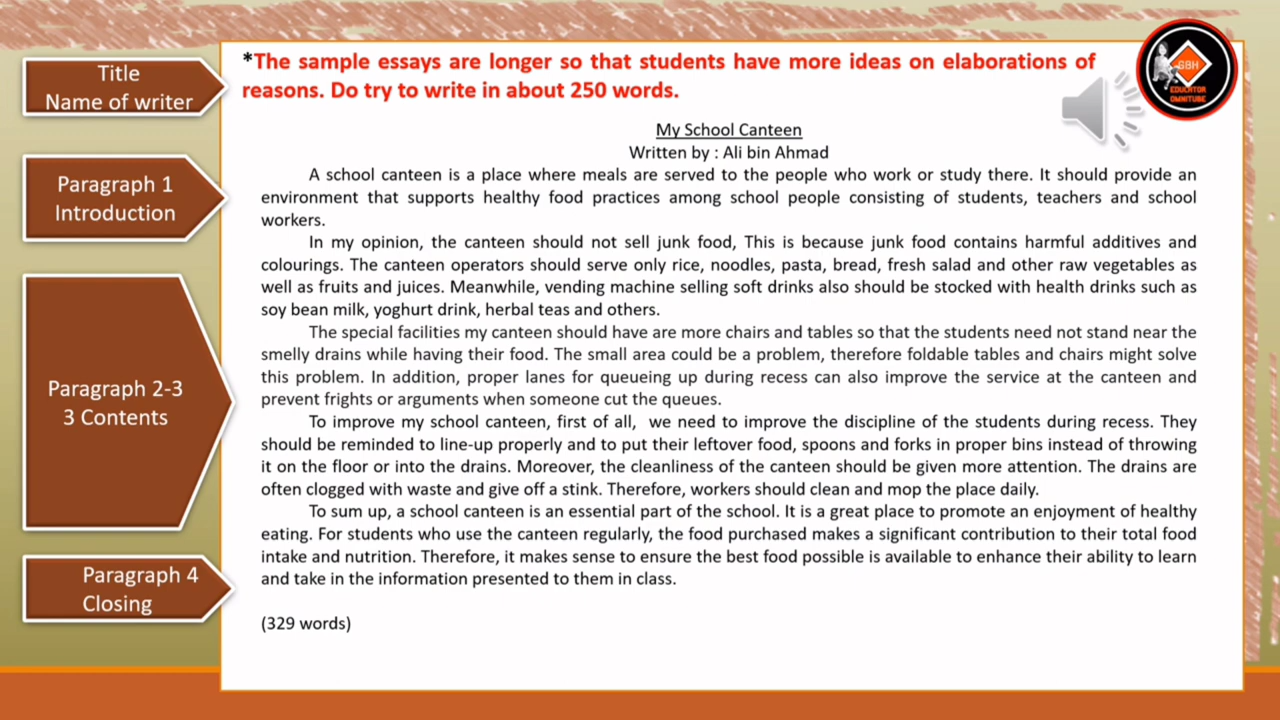 Title
Name of writer
Paragraph 1
Introduction
Paragraph 2-3
3 Contents
Paragraph 4
Closing
*The sample essays are longer so that students have more ideas on elaborations of
reasons. Do try to write in about 250 words.
My School Canteen
Written by : Ali bin Ahmad
A school canteen is a place where meals are served to the people who work or study there. It should provide an
environment that supports healthy food practices among school people consisting of students, teachers and school
workers.
In my opinion, the canteen should not sell junk food, This is because junk food contains harmful additives and
colourings. The canteen operators should serve only rice, noodles, pasta, bread, fresh salad and other raw vegetables as
well as fruits and juices. Meanwhile, vending machine selling soft drinks also should be stocked with health drinks such as
soy bean milk, yoghurt drink, herbal teas and others.
The special facilities my canteen should have are more chairs and tables so that the students need not stand near the
smelly drains while having their food. The small area could be a problem, therefore foldable tables and chairs might solve
this problem. In addition, proper lanes for queueing up during recess can also improve the service at the canteen and
prevent frights or arguments when someone cut the queues.
To improve my school canteen, first of all, we need to improve the discipline of the students during recess. They
should be reminded to line-up properly and to put their leftover food, spoons and forks in proper bins instead of throwing
it on the floor or into the drains. Moreover, the cleanliness of the canteen should be given more attention. The drains are
often clogged with waste and give off a stink. Therefore, workers should clean and mop the place daily.
To sum up, a school canteen is an essential part of the school. It is a great place to promote an enjoyment of healthy
eating. For students who use the canteen regularly, the food purchased makes a significant contribution to their total food
intake and nutrition. Therefore, it makes sense to ensure the best food possible is available to enhance their ability to learn
and take in the information presented to them in class.
(329 words)
GBH
EDUCATOR
OMNITUBE